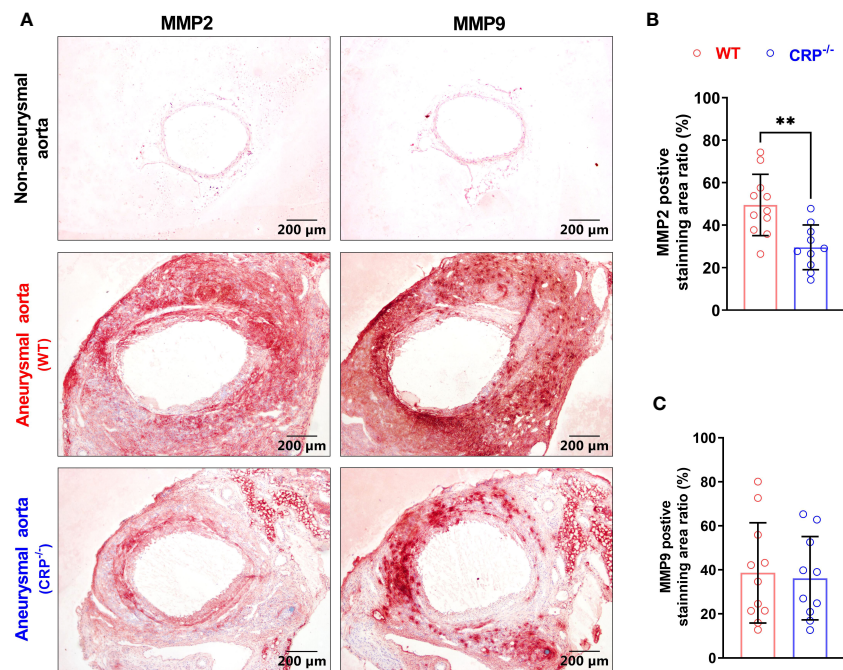 A
MMP2
MMP9
Non-aneurysmal
aorta
200 µm
200 µm
Aneurysmal aorta
(WT)
200 µm
200 µm
Aneurysmal aorta
(CRP-/-)
200 µm
200 µm
B
WT
CRP-/-
MMP2 postive
stainning area ratio (%)
100
80
60
40
20
0
**
C
MMP9 postive
stainning area ratio (%)
100
80
60
40
20
0